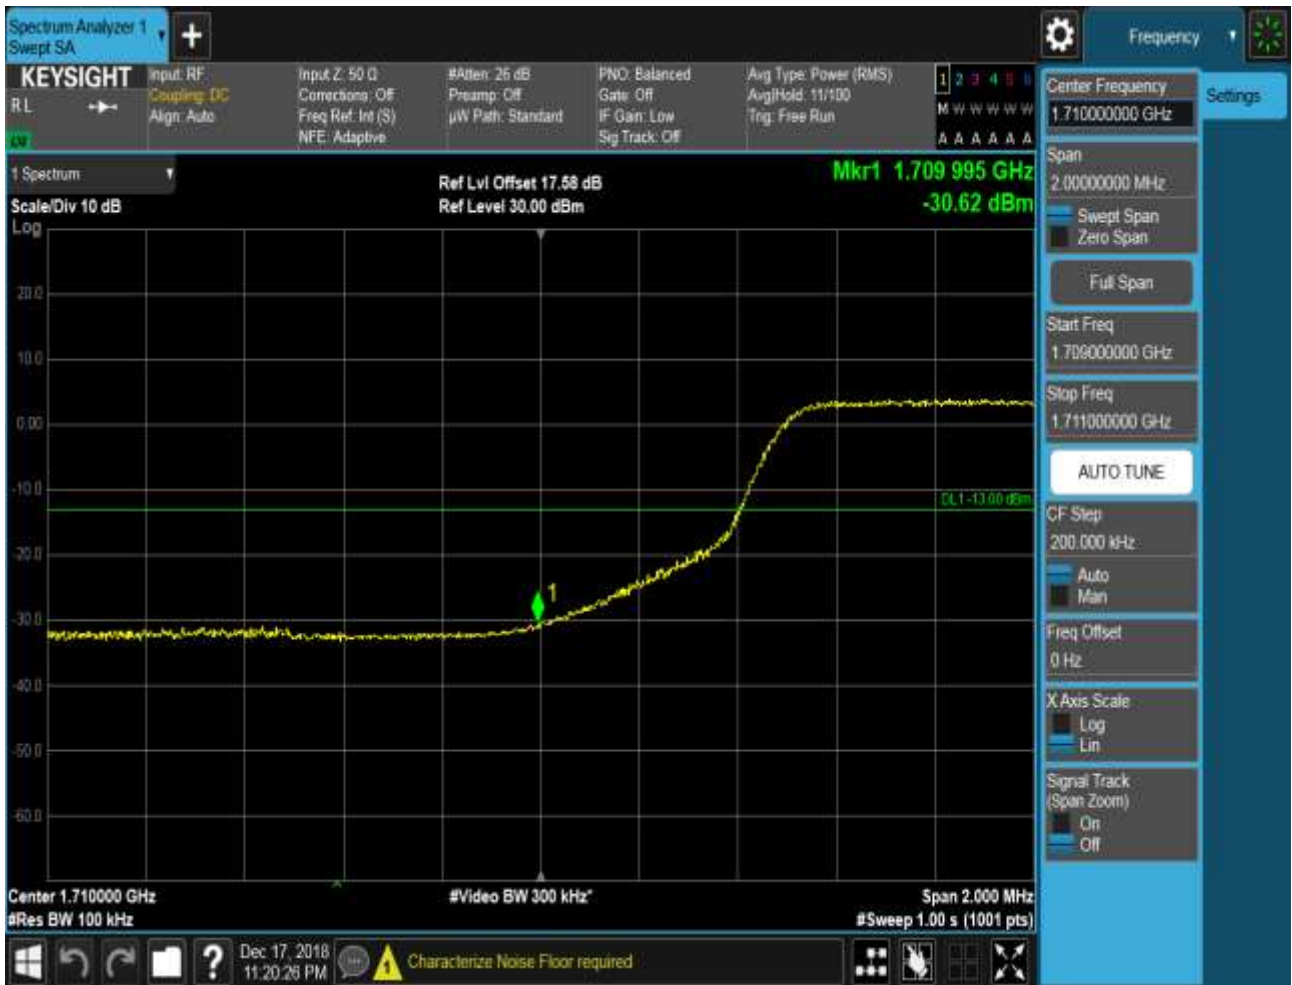 Spectrum Analyzer 1
Swept SA
+
Frequency
KEYSIGHT
Input: RF
Coupling: DC
Align: Auto
Input Z: 50 Ω
Corrections: Off
Freq Ref: Int (S)
NFE: Adaptive
#Atten: 26 dB
Preamp: Off
µW Path: Standard
PNO: Balanced
Gate: Off
IF Gain: Low
Sig Track: Off
Avg Type: Power (RMS)
Avg|Hold: 11/100
Trig: Free Run
1 2 3 4 5 6
M W W W W W
A A A A A A
R L
1 Spectrum
Scale/Div 10 dB
Log
Ref Lvl Offset 17.58 dB
Ref Level 30.00 dBm
Mkr1 1.709 995 GHz
-30.62 dBm
20.0
10.0
0.00
-10.0
-20.0
-30.0
-40.0
-50.0
-60.0
DL1 -13.00 dBm
1
Center 1.710000 GHz
#Res BW 100 kHz
#Video BW 300 kHz*
Span 2.000 MHz
#Sweep 1.00 s (1001 pts)
Center Frequency
1.710000000 GHz
Settings
Span
2.00000000 MHz
Swept Span
Zero Span
Full Span
Start Freq
1.709000000 GHz
Stop Freq
1.711000000 GHz
AUTO TUNE
CF Step
200.000 kHz
Auto
Man
Freq Offset
0 Hz
X Axis Scale
Log
Lin
Signal Track
(Span Zoom)
On
Off
?
Dec 17, 2018
11:20:26 PM
1
Characterize Noise Floor required